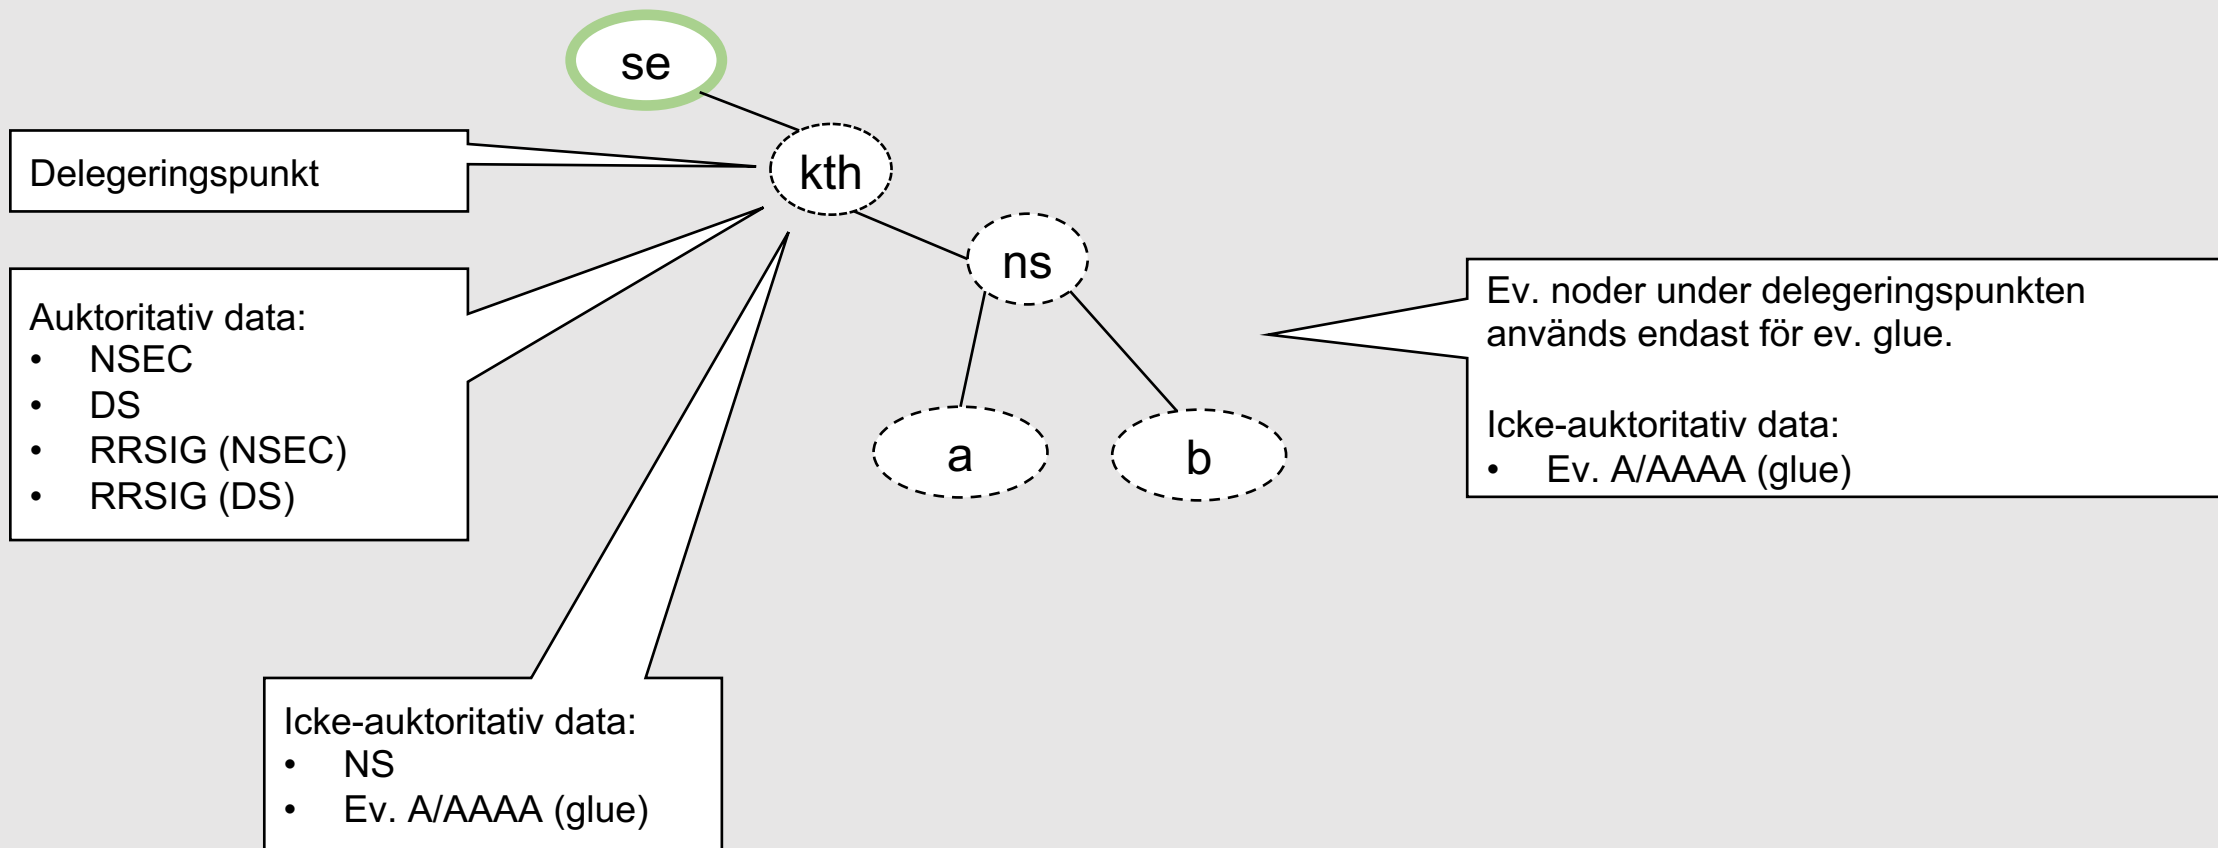 se
Delegeringspunkt
kth
ns
Auktoritativ data:
• NSEC
• DS
• RRSIG (NSEC)
• RRSIG (DS)
Ev. noder under delegeringspunkten
används endast för ev. glue.
Icke-auktoritativ data:
• Ev. A/AAAA (glue)
a
b
Icke-auktoritativ data:
• NS
• Ev. A/AAAA (glue)